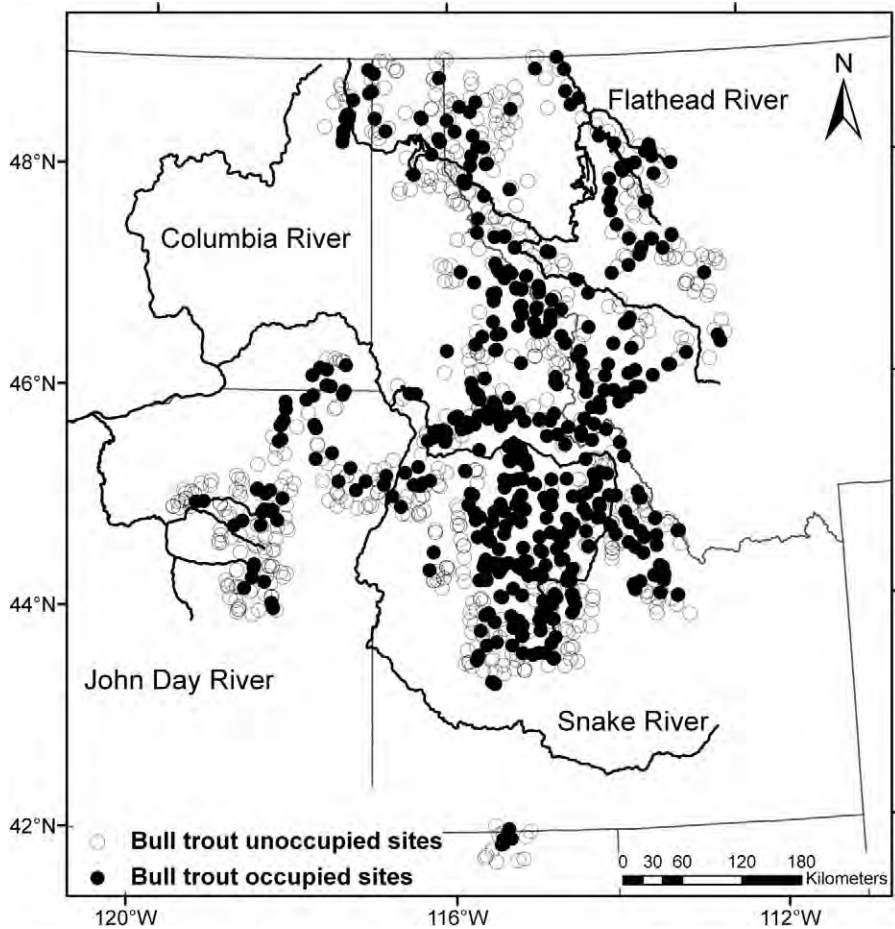 N
Flathead River
48°N
Columbia River
46°N
44°N
John Day River
Snake River
42°N
Bull trout unoccupied sites
Bull trout occupied sites
0 30 60 120 180
Kilometers
120°W 116°W 112°W